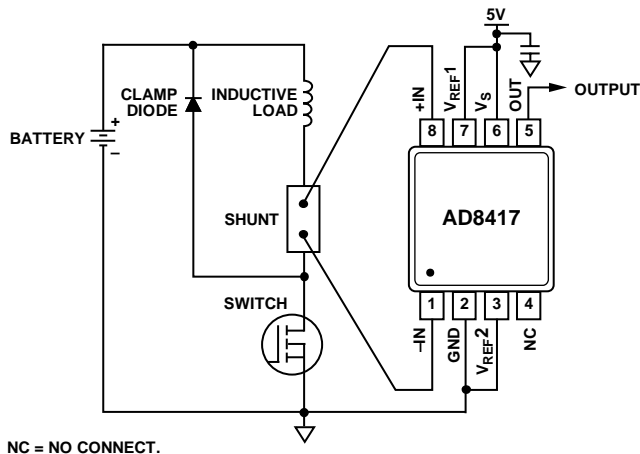 5V
CLAMP
DIODE
INDUCTIVE
LOAD
BATTERY
+
–
SHUNT
SWITCH
+IN
VREF1
VS
OUT
OUTPUT
8
7
6
5
AD8417
1
2
3
4
–IN
GND
VREF2
NC
NC = NO CONNECT.